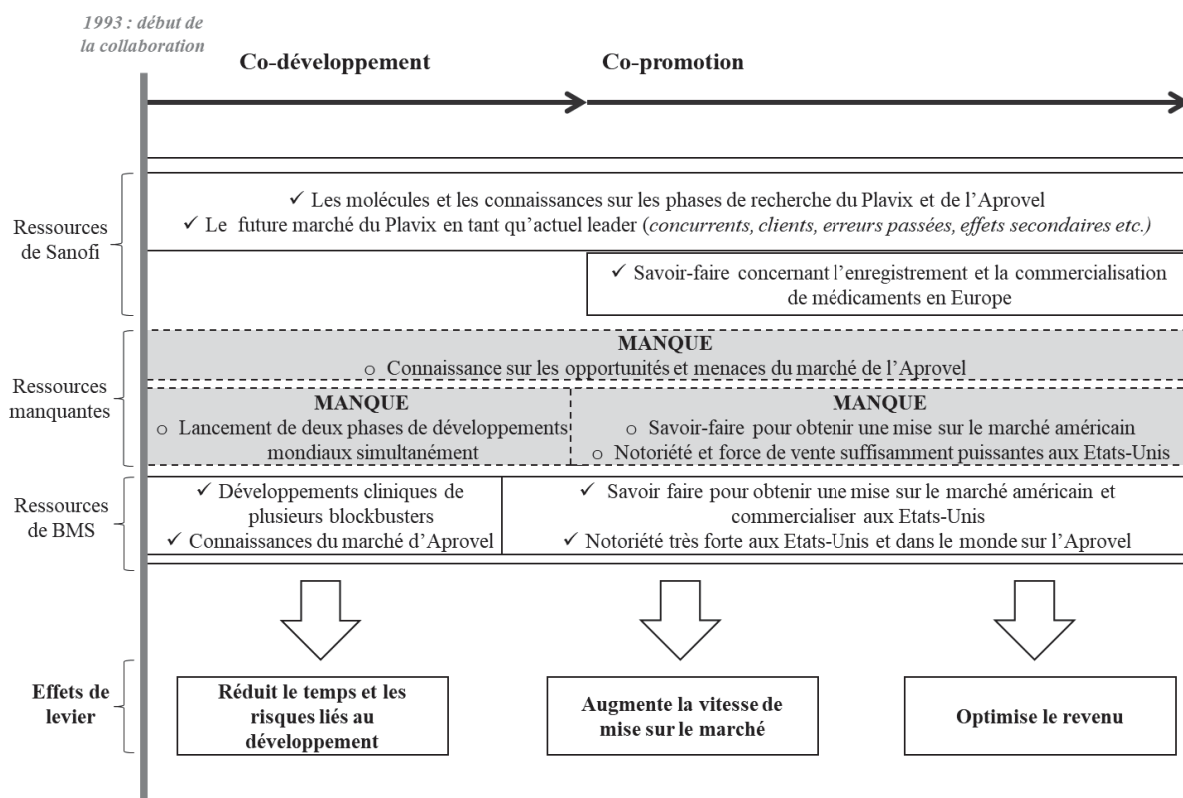 1993 : début de
la collaboration
Co-développement
Co-promotion
Ressources
de Sanofi
✓ Les molécules et les connaissances sur les phases de recherche du Plavix et de l'Aprovel
✓ Le future marché du Plavix en tant qu'actuel leader (concurrents, clients, erreurs passées, effets secondaires etc.)
✓ Savoir-faire concernant l'enregistrement et la commercialisation
de médicaments en Europe
Ressources
manquantes
MANQUE
o Connaissance sur les opportunités et menaces du marché de l'Aprovel
MANQUE
o Lancement de deux phases de développements
mondiaux simultanément
MANQUE
o Savoir-faire pour obtenir une mise sur le marché américain
o Notoriété et force de vente suffisamment puissantes aux Etats-Unis
Ressources
de BMS
✓ Développements cliniques de
plusieurs blockbusters
✓ Connaissances du marché d'Aprovel
✓ Savoir faire pour obtenir une mise sur le marché américain et
commercialiser aux Etats-Unis
✓ Notoriété très forte aux Etats-Unis et dans le monde sur l'Aprovel
Effets de
levier
Réduit le temps et les
risques liés au
développement
Augmente la vitesse de
mise sur le marché
Optimise le revenu